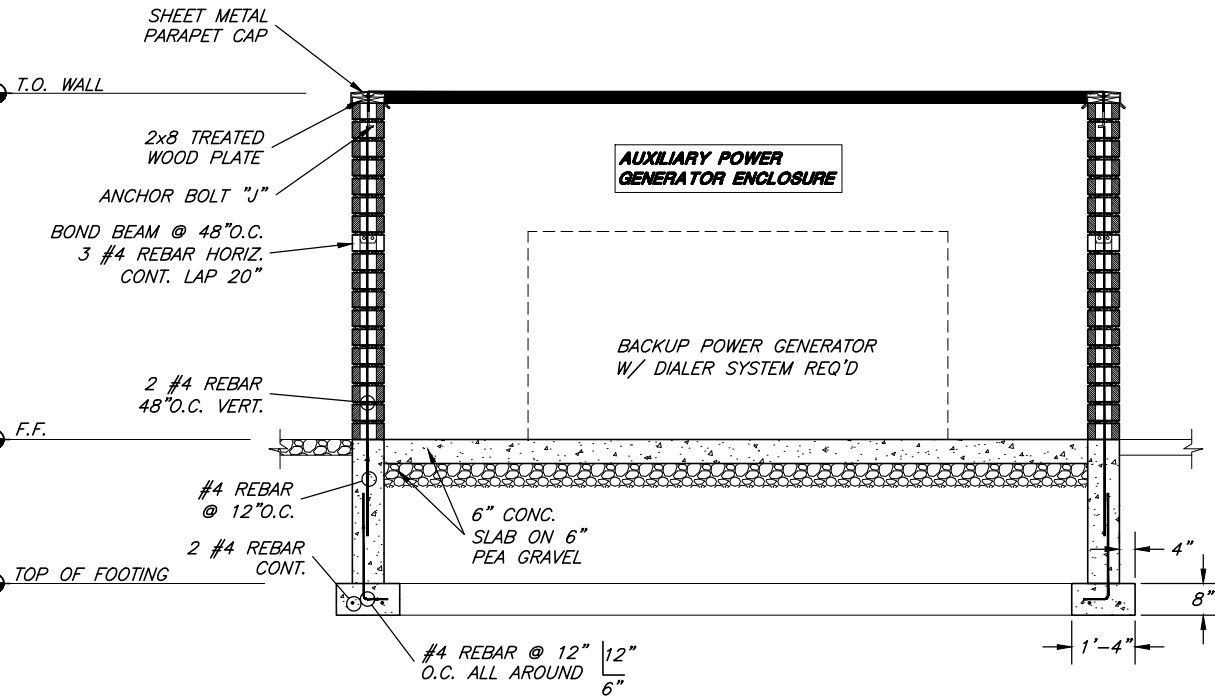 SHEET METAL
PARAPET CAP
T.O. WALL
2x8 TREATED
WOOD PLATE
ANCHOR BOLT "J"
BOND BEAM @ 48"O.C.
3 #4 REBAR HORIZ.
CONT. LAP 20"
AUXILIARY POWER
GENERATOR ENCLOSURE
BACKUP POWER GENERATOR
W/ DIALER SYSTEM REQ'D
2 #4 REBAR
48"O.C. VERT.
F.F.
#4 REBAR
@ 12"O.C.
6" CONC.
SLAB ON 6"
PEA GRAVEL
2 #4 REBAR
CONT.
TOP OF FOOTING
4"
8"
1'-4"
#4 REBAR @ 12"
O.C. ALL AROUND
12"
6"